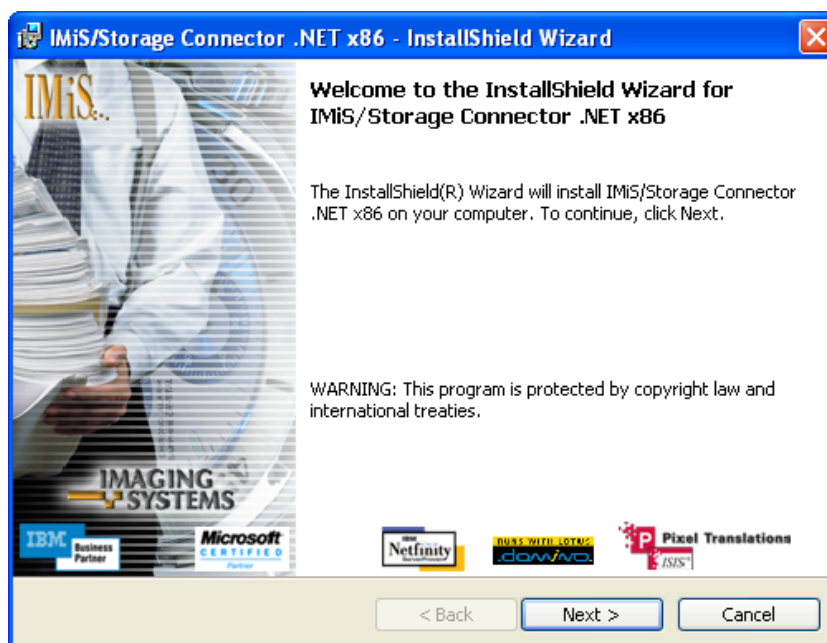 IMiS/Storage Connector .NET x86 - InstallShield Wizard
IMiS
Welcome to the InstallShield Wizard for
IMiS/Storage Connector .NET x86
The InstallShield(R) Wizard will install IMiS/Storage Connector
.NET x86 on your computer. To continue, click Next.
WARNING: This program is protected by copyright law and
international treaties.
IMAGING
SYSTEMS
IBM
Business
Partner
Microsoft
CERTIFIED
Partner
IBM
Netfinity
RUNS WITH LOTUS
domino.
Pixel Translations
ISIS
< Back
Next >
Cancel